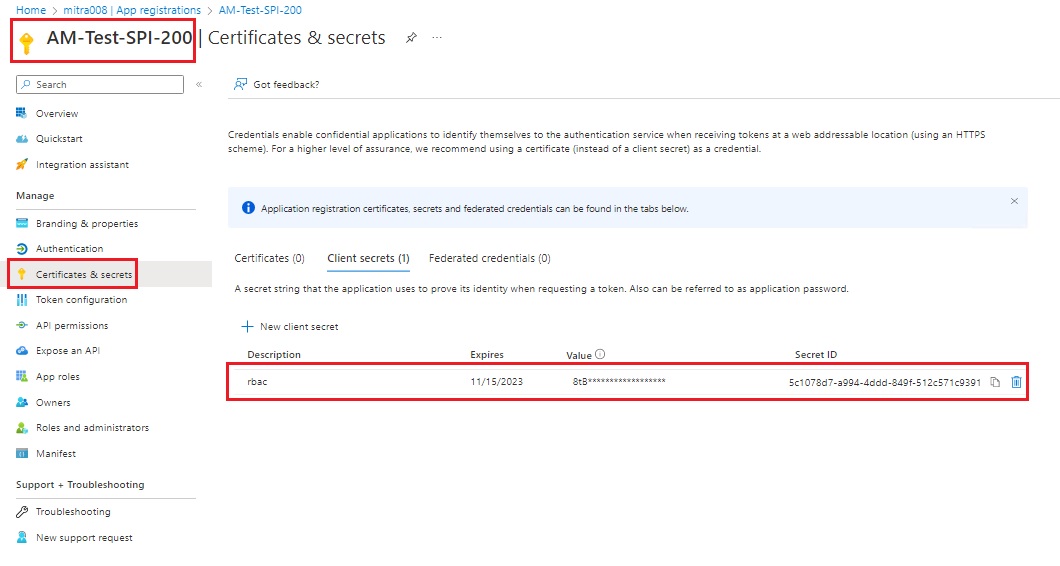 Home > mitra008 | App registrations > AM-Test-SPI-200
AM-Test-SPI-200 | Certificates & secrets ...
Search «
Got feedback?
Overview
Quickstart
Integration assistant
Manage
Branding & properties
Authentication
Certificates & secrets
Token configuration
API permissions
Expose an API
App roles
Owners
Roles and administrators
Manifest
Support + Troubleshooting
Troubleshooting
New support request
Credentials enable confidential applications to identify themselves to the authentication service when receiving tokens at a web addressable location (using an HTTPS
scheme). For a higher level of assurance, we recommend using a certificate (instead of a client secret) as a credential.
Application registration certificates, secrets and federated credentials can be found in the tabs below.
Certificates (0) Client secrets (1) Federated credentials (0)
A secret string that the application uses to prove its identity when requesting a token. Also can be referred to as application password.
New client secret
Description Expires Value Secret ID
rbac 11/15/2023 8tB****************** 5c1078d7-a994-4ddd-849f-512c571c9391